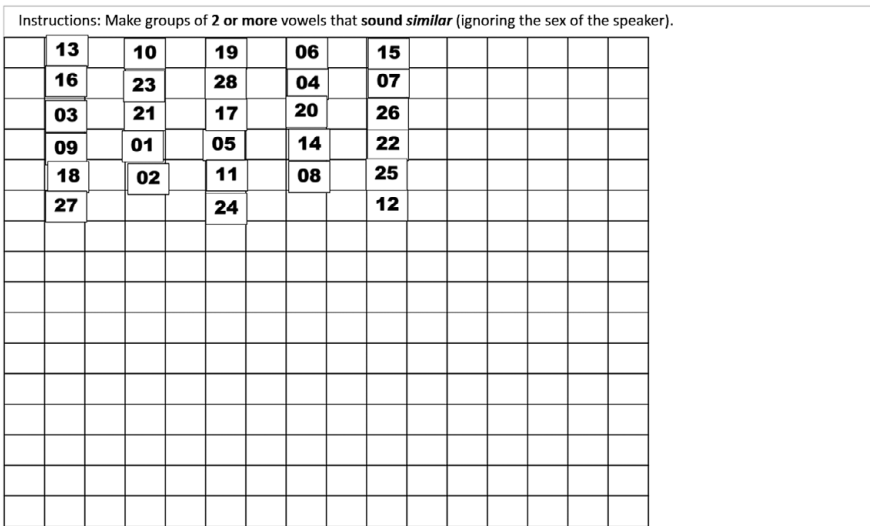 Instructions: Make groups of 2 or more vowels that sound similar (ignoring the sex of the speaker).
13 10 19 06 15
16 23 28 04 07
03 21 17 20 26
09 01 05 14 22
18 02 11 08 25
27 24 12